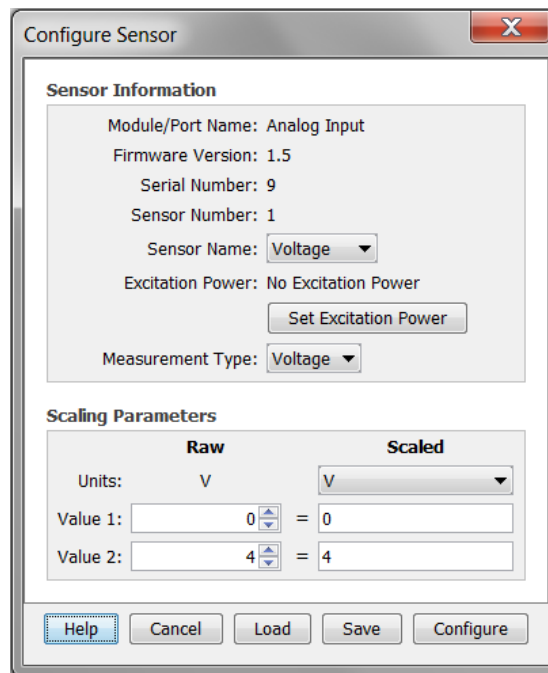 Configure Sensor
X
Sensor Information
Module/Port Name: Analog Input
Firmware Version: 1.5
Serial Number: 9
Sensor Number: 1
Sensor Name: Voltage
Excitation Power: No Excitation Power
Set Excitation Power
Measurement Type: Voltage
Scaling Parameters
Raw Scaled
Units: V V
Value 1: 0 = 0
Value 2: 4 = 4
Help Cancel Load Save Configure